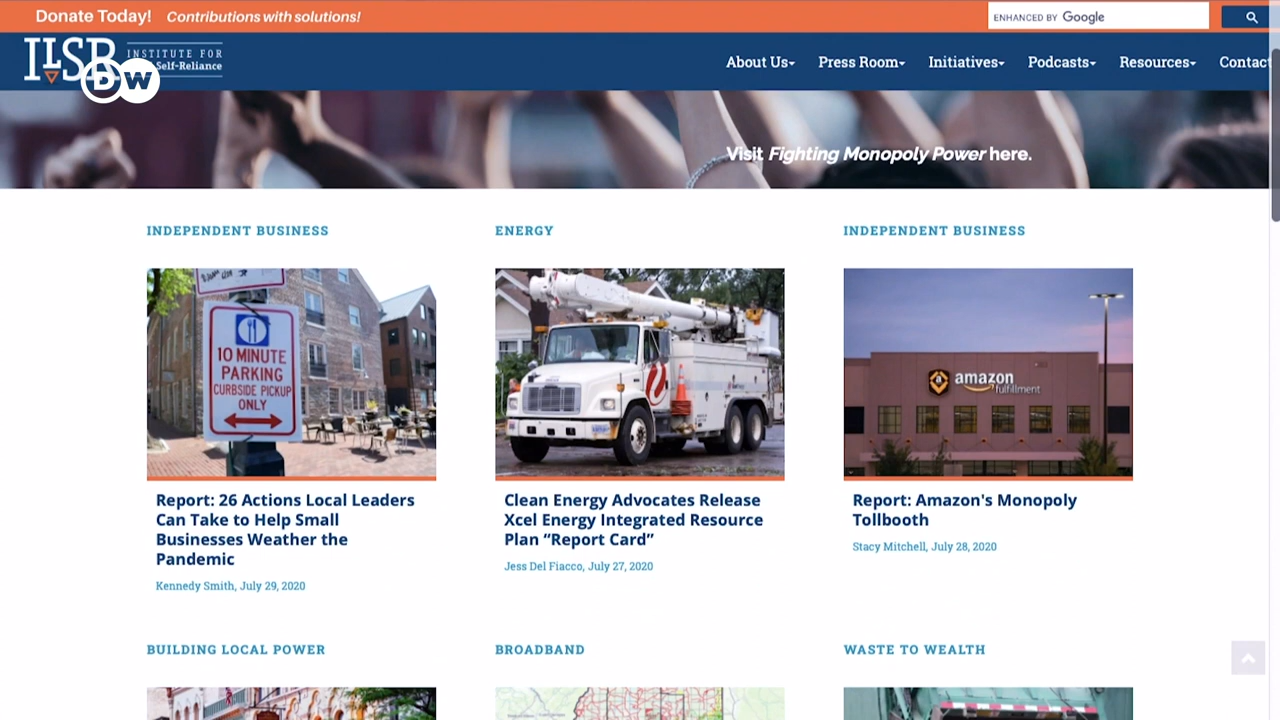 Donate Today! Contributions with solutions!
ENHANCED BY Google
ILSR INSTITUTE FOR
Self-Reliance
DW
About Us
Press Room
Initiatives
Podcasts
Resources
Contact
Visit Fighting Monopoly Power here.
INDEPENDENT BUSINESS
10 MINUTE
PARKING
CURBSIDE PICKUP
ONLY
Report: 26 Actions Local Leaders
Can Take to Help Small
Businesses Weather the
Pandemic
Kennedy Smith, July 29, 2020
ENERGY
Clean Energy Advocates Release
Xcel Energy Integrated Resource
Plan “Report Card”
Jess Del Fiacco, July 27, 2020
INDEPENDENT BUSINESS
amazon
fulfillment
Report: Amazon's Monopoly
Tollbooth
Stacy Mitchell, July 28, 2020
BUILDING LOCAL POWER
BROADBAND
WASTE TO WEALTH